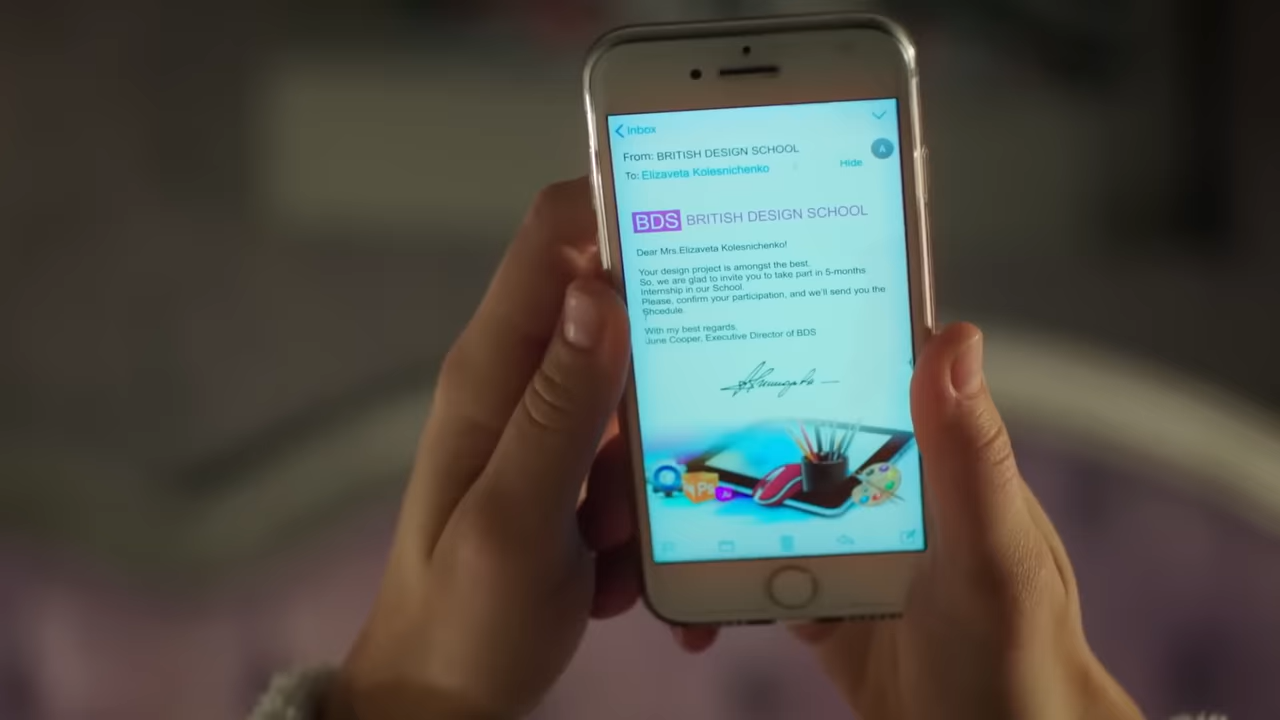 Inbox
From: BRITISH DESIGN SCHOOL
A
To: Elizaveta Kolesnichenko
Hide
BDS BRITISH DESIGN SCHOOL
Dear Mrs.Elizaveta Kolesnichenko!
Your design project is amongst the best.
So, we are glad to invite you to take part in 5-months
Internship in our School.
Please, confirm your participation, and we'll send you the
Shcedule.
With my best regards,
June Cooper, Executive Director of BDS